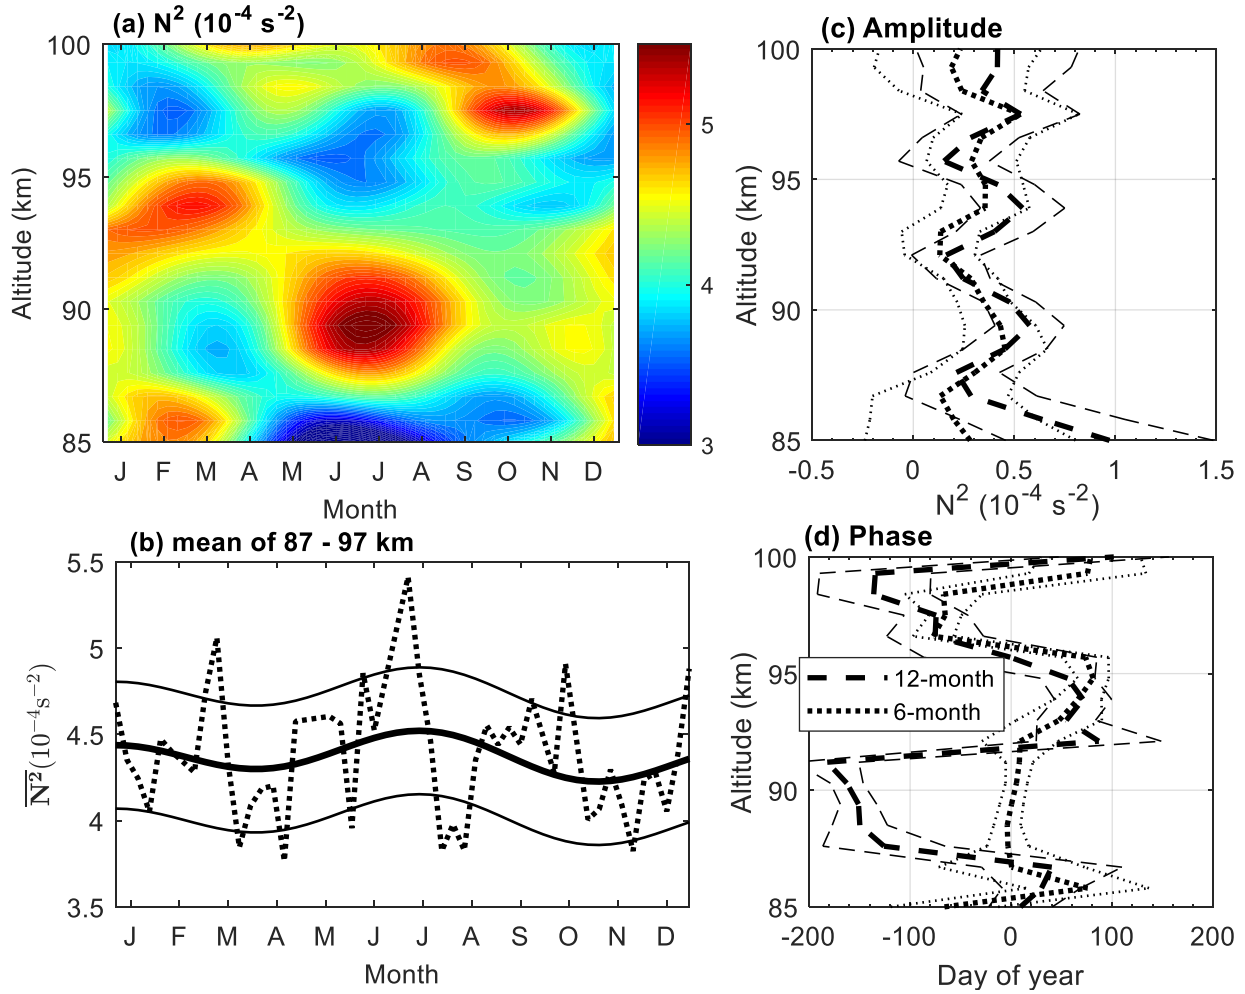 (a) N² (10⁻⁴ s⁻²)
100
95
90
85
Altitude (km)
J F M A M J J A S O N D
Month
5
4
3
(c) Amplitude
100
95
90
85
Altitude (km)
-0.5 0 0.5 1 1.5
N² (10⁻⁴ s⁻²)
(b) mean of 87 - 97 km
5.5
5
4.5
4
3.5
N²(10⁻⁴s⁻²)
J F M A M J J A S O N D
Month
(d) Phase
100
95
90
85
Altitude (km)
12-month
6-month
-200 -100 0 100 200
Day of year